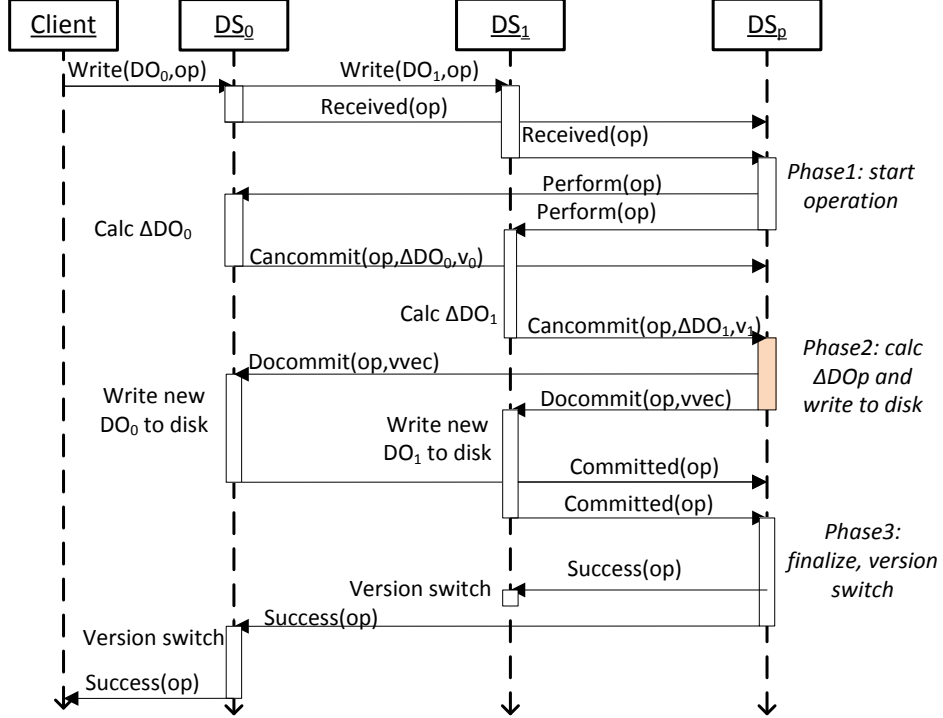 Client
DS₀
DS₁
DSₚ
Write(DO₀,op)
Write(DO₁,op)
Received(op)
Received(op)
Phase1: start
operation
Perform(op)
Perform(op)
Calc ΔDO₀
Cancommit(op,ΔDO₀,v₀)
Calc ΔDO₁
Cancommit(op,ΔDO₁,v₁)
Phase2: calc
ΔDOp and
write to disk
Docommit(op,vvec)
Write new
DO₀ to disk
Docommit(op,vvec)
Write new
DO₁ to disk
Committed(op)
Committed(op)
Phase3:
finalize, version
switch
Success(op)
Version switch
Success(op)
Version switch
Success(op)